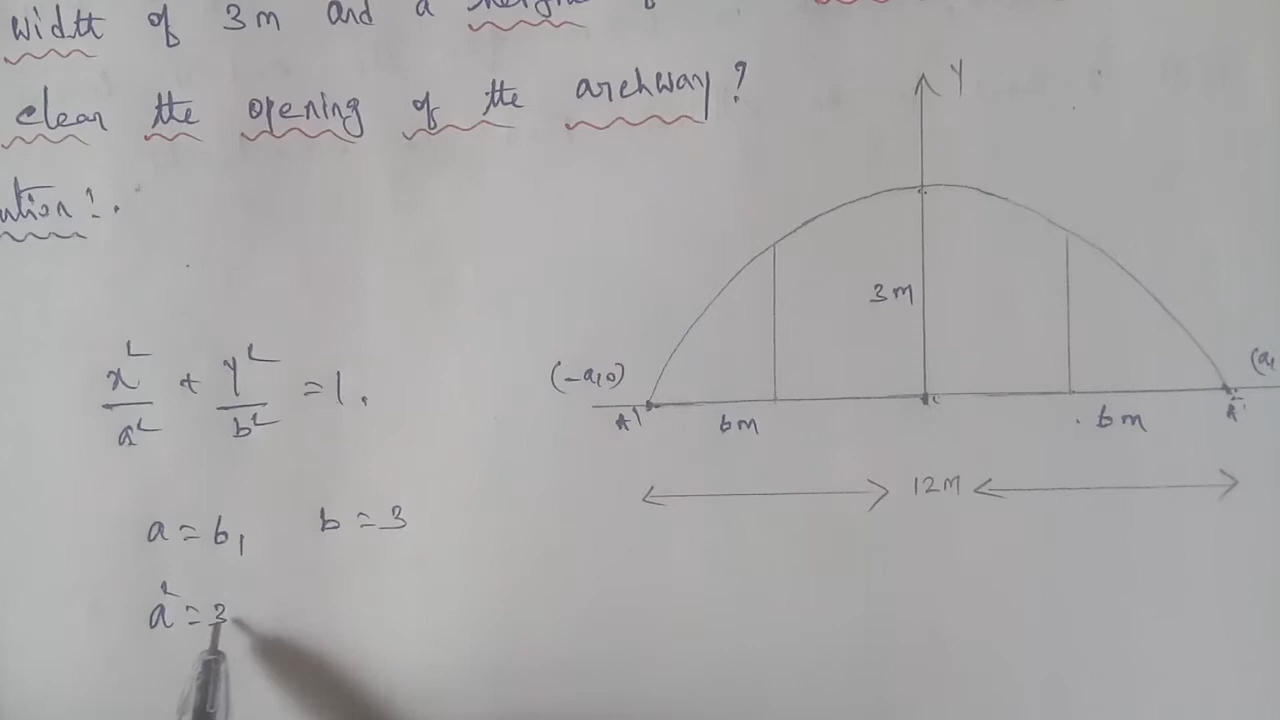 width of 3m and a
clear the opening of the archway?
ution:.
Y
3m
x²/a² + y²/b² = 1.
(-a,0)
(a,
A'
6m
6m
A'
12m
a = 6, b = 3
a² = 3